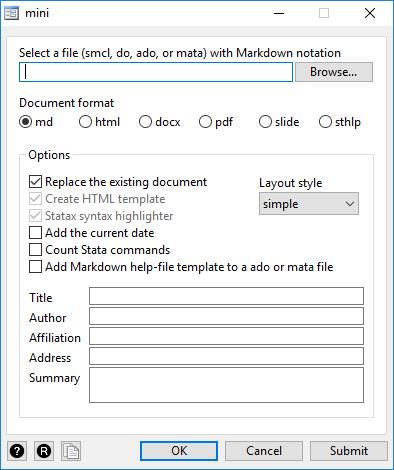 mini
Select a file (smcl, do, ado, or mata) with Markdown notation
Browse...
Document format
md html docx pdf slide sthlp
Options
Replace the existing document
Layout style
Create HTML template
simple
Statax syntax highlighter
Add the current date
Count Stata commands
Add Markdown help-file template to a ado or mata file
Title
Author
Affiliation
Address
Summary
? R OK Cancel Submit